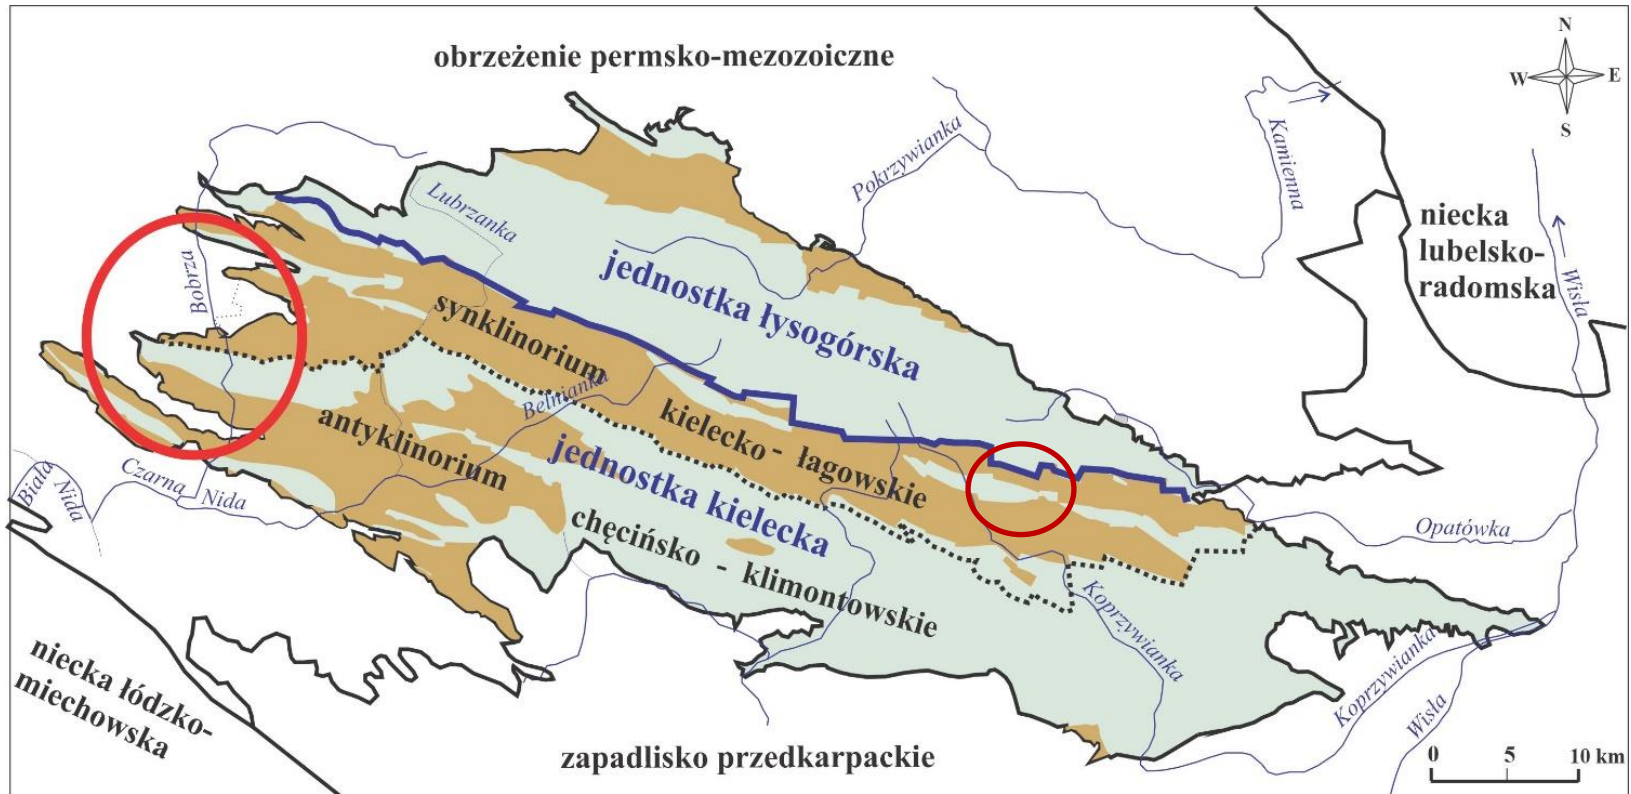 obrzeżenie permsko-mezozoiczne
N
W
E
S
Kamienna
Pokrzywianka
Lubrzanka
niecka
lubelsko-
radomska
Wisła
Bobrza
jednostka łysogórska
synklinorium
Belnianka
kielecko - łagowskie
antyklinorium
jednostka kielecka
chęcińsko - klimontowskie
Biała
Nida
Czarna Nida
Opatówka
Koprzywianka
Koprzywianka
Wisła
niecka łódzko-
miechowska
zapadlisko przedkarpackie
0 5 10 km